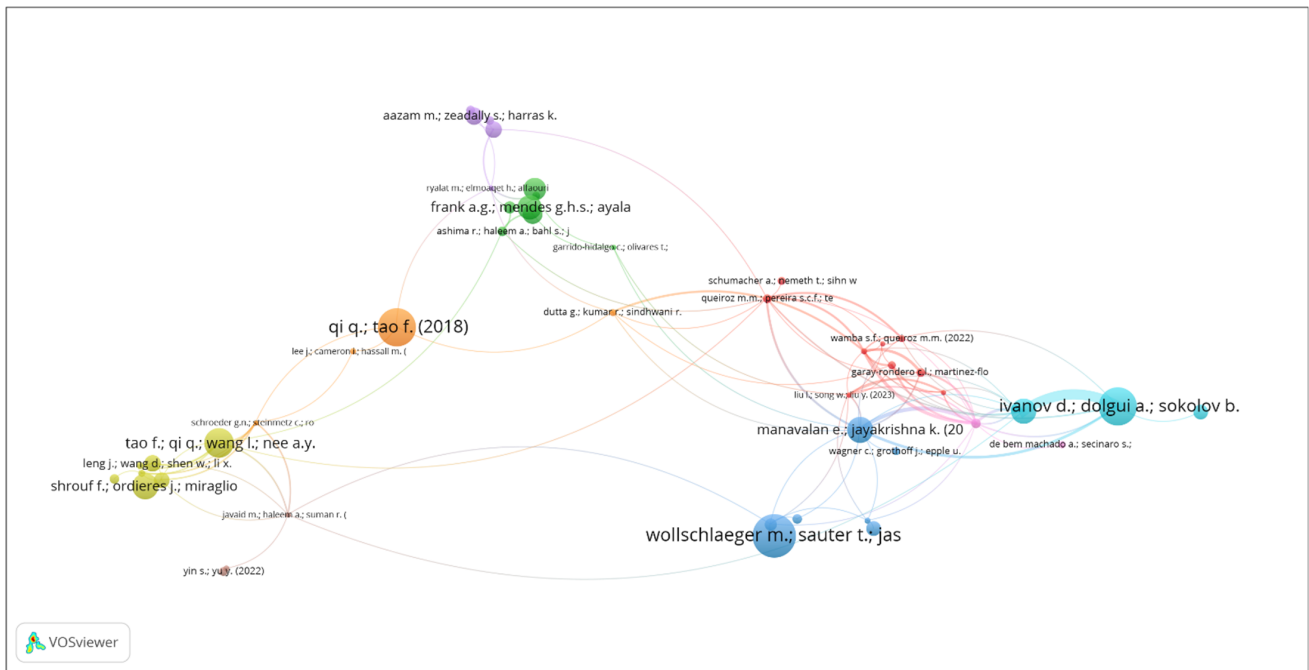 aazam m.; zeadally s.; harras k.
ryalat m.; elmoaqet h.; alfaouri
frank a.g.; mendes g.h.s.; ayala
ashima r.; haleem a.; bahl s.; j
garrido-hidalgo c.; olivares t.;
schumacher a.; nemeth t.; sihn w
queiroz m.m.; pereira s.c.f.; te
dutta g.; kumar r.; sindhwani r.
qi q.; tao f. (2018)
wamba s.f.; queiroz m.m. (2022)
lee j.; cameron i.; hassall m. (
garay-rondero c.l.; martinez-flo
liu l.; song w.; liu y. (2023)
ivanov d.; dolgui a.; sokolov b.
schroeder g.n.; steinmetz c.; ro
manavalan e.; jayakrishna k. (20
tao f.; qi q.; wang l.; nee a.y.
de bem machado a.; secinaro s.;
wagner c.; grothoff j.; epple u.
leng j.; wang d.; shen w.; li x.
shrouf f.; ordieres j.; miraglio
javaid m.; haleem a.; suman r. (
wollschlaeger m.; sauter t.; jas
yin s.; yu y. (2022)
VOSviewer